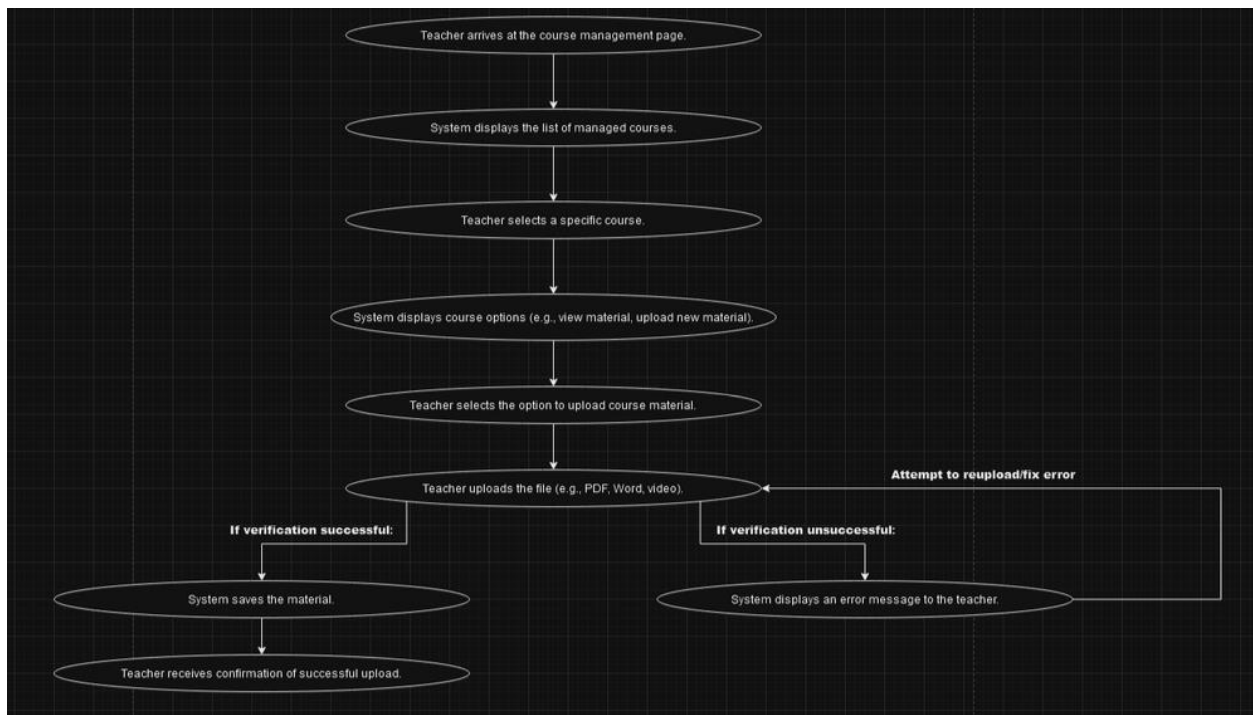 Teacher arrives at the course management page.
System displays the list of managed courses.
Teacher selects a specific course.
System displays course options (e.g., view material, upload new material).
Teacher selects the option to upload course material.
Attempt to reupload/fix error
Teacher uploads the file (e.g., PDF, Word, video).
If verification successful:
If verification unsuccessful:
System saves the material.
System displays an error message to the teacher.
Teacher receives confirmation of successful upload.